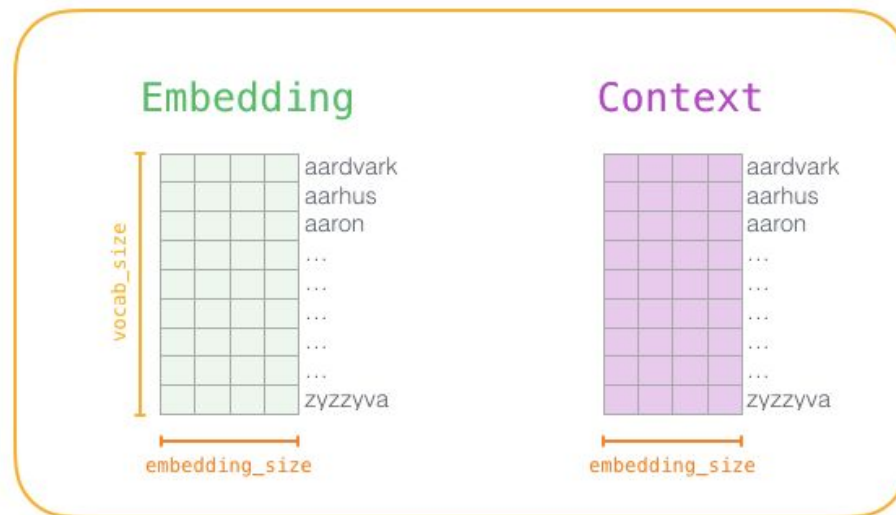 Embedding
Context
vocab_size
aardvark
aarhus
aaron
...
...
...
...
...
zyzzyva
embedding_size
aardvark
aarhus
aaron
...
...
...
...
...
zyzzyva
embedding_size